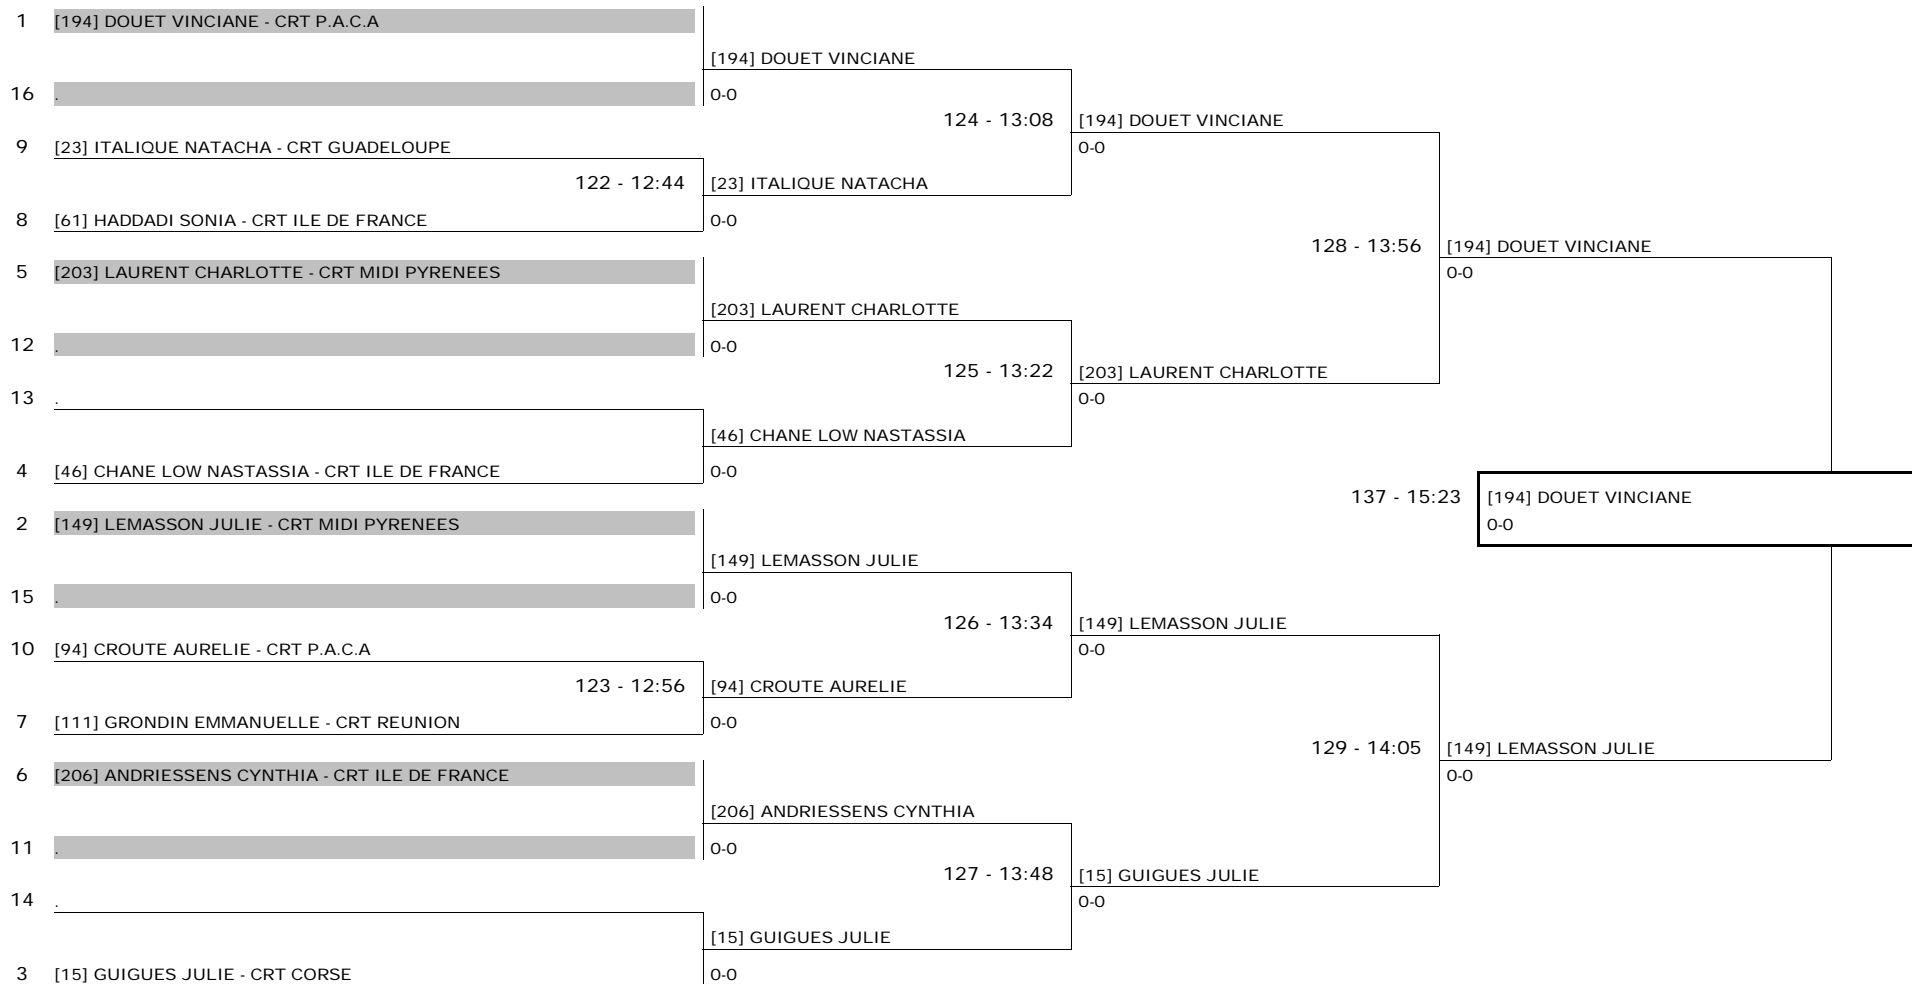 1 [194] DOUET VINCIANE - CRT P.A.C.A
[194] DOUET VINCIANE
16 .
0-0
124 - 13:08
[194] DOUET VINCIANE
0-0
9 [23] ITALIQUE NATACHA - CRT GUADELOUPE
122 - 12:44
[23] ITALIQUE NATACHA
8 [61] HADDADI SONIA - CRT ILE DE FRANCE
0-0
128 - 13:56
[194] DOUET VINCIANE
0-0
5 [203] LAURENT CHARLOTTE - CRT MIDI PYRENEES
[203] LAURENT CHARLOTTE
12 .
0-0
125 - 13:22
[203] LAURENT CHARLOTTE
0-0
13 .
[46] CHANE LOW NASTASSIA
4 [46] CHANE LOW NASTASSIA - CRT ILE DE FRANCE
0-0
137 - 15:23
[194] DOUET VINCIANE
0-0
2 [149] LEMASSON JULIE - CRT MIDI PYRENEES
[149] LEMASSON JULIE
15 .
0-0
126 - 13:34
[149] LEMASSON JULIE
0-0
10 [94] CROUTE AURELIE - CRT P.A.C.A
123 - 12:56
[94] CROUTE AURELIE
7 [111] GRONDIN EMMANUELLE - CRT REUNION
0-0
129 - 14:05
[149] LEMASSON JULIE
0-0
6 [206] ANDRIESSENS CYNTHIA - CRT ILE DE FRANCE
[206] ANDRIESSENS CYNTHIA
11 .
0-0
127 - 13:48
[15] GUIGUES JULIE
0-0
14 .
[15] GUIGUES JULIE
3 [15] GUIGUES JULIE - CRT CORSE
0-0